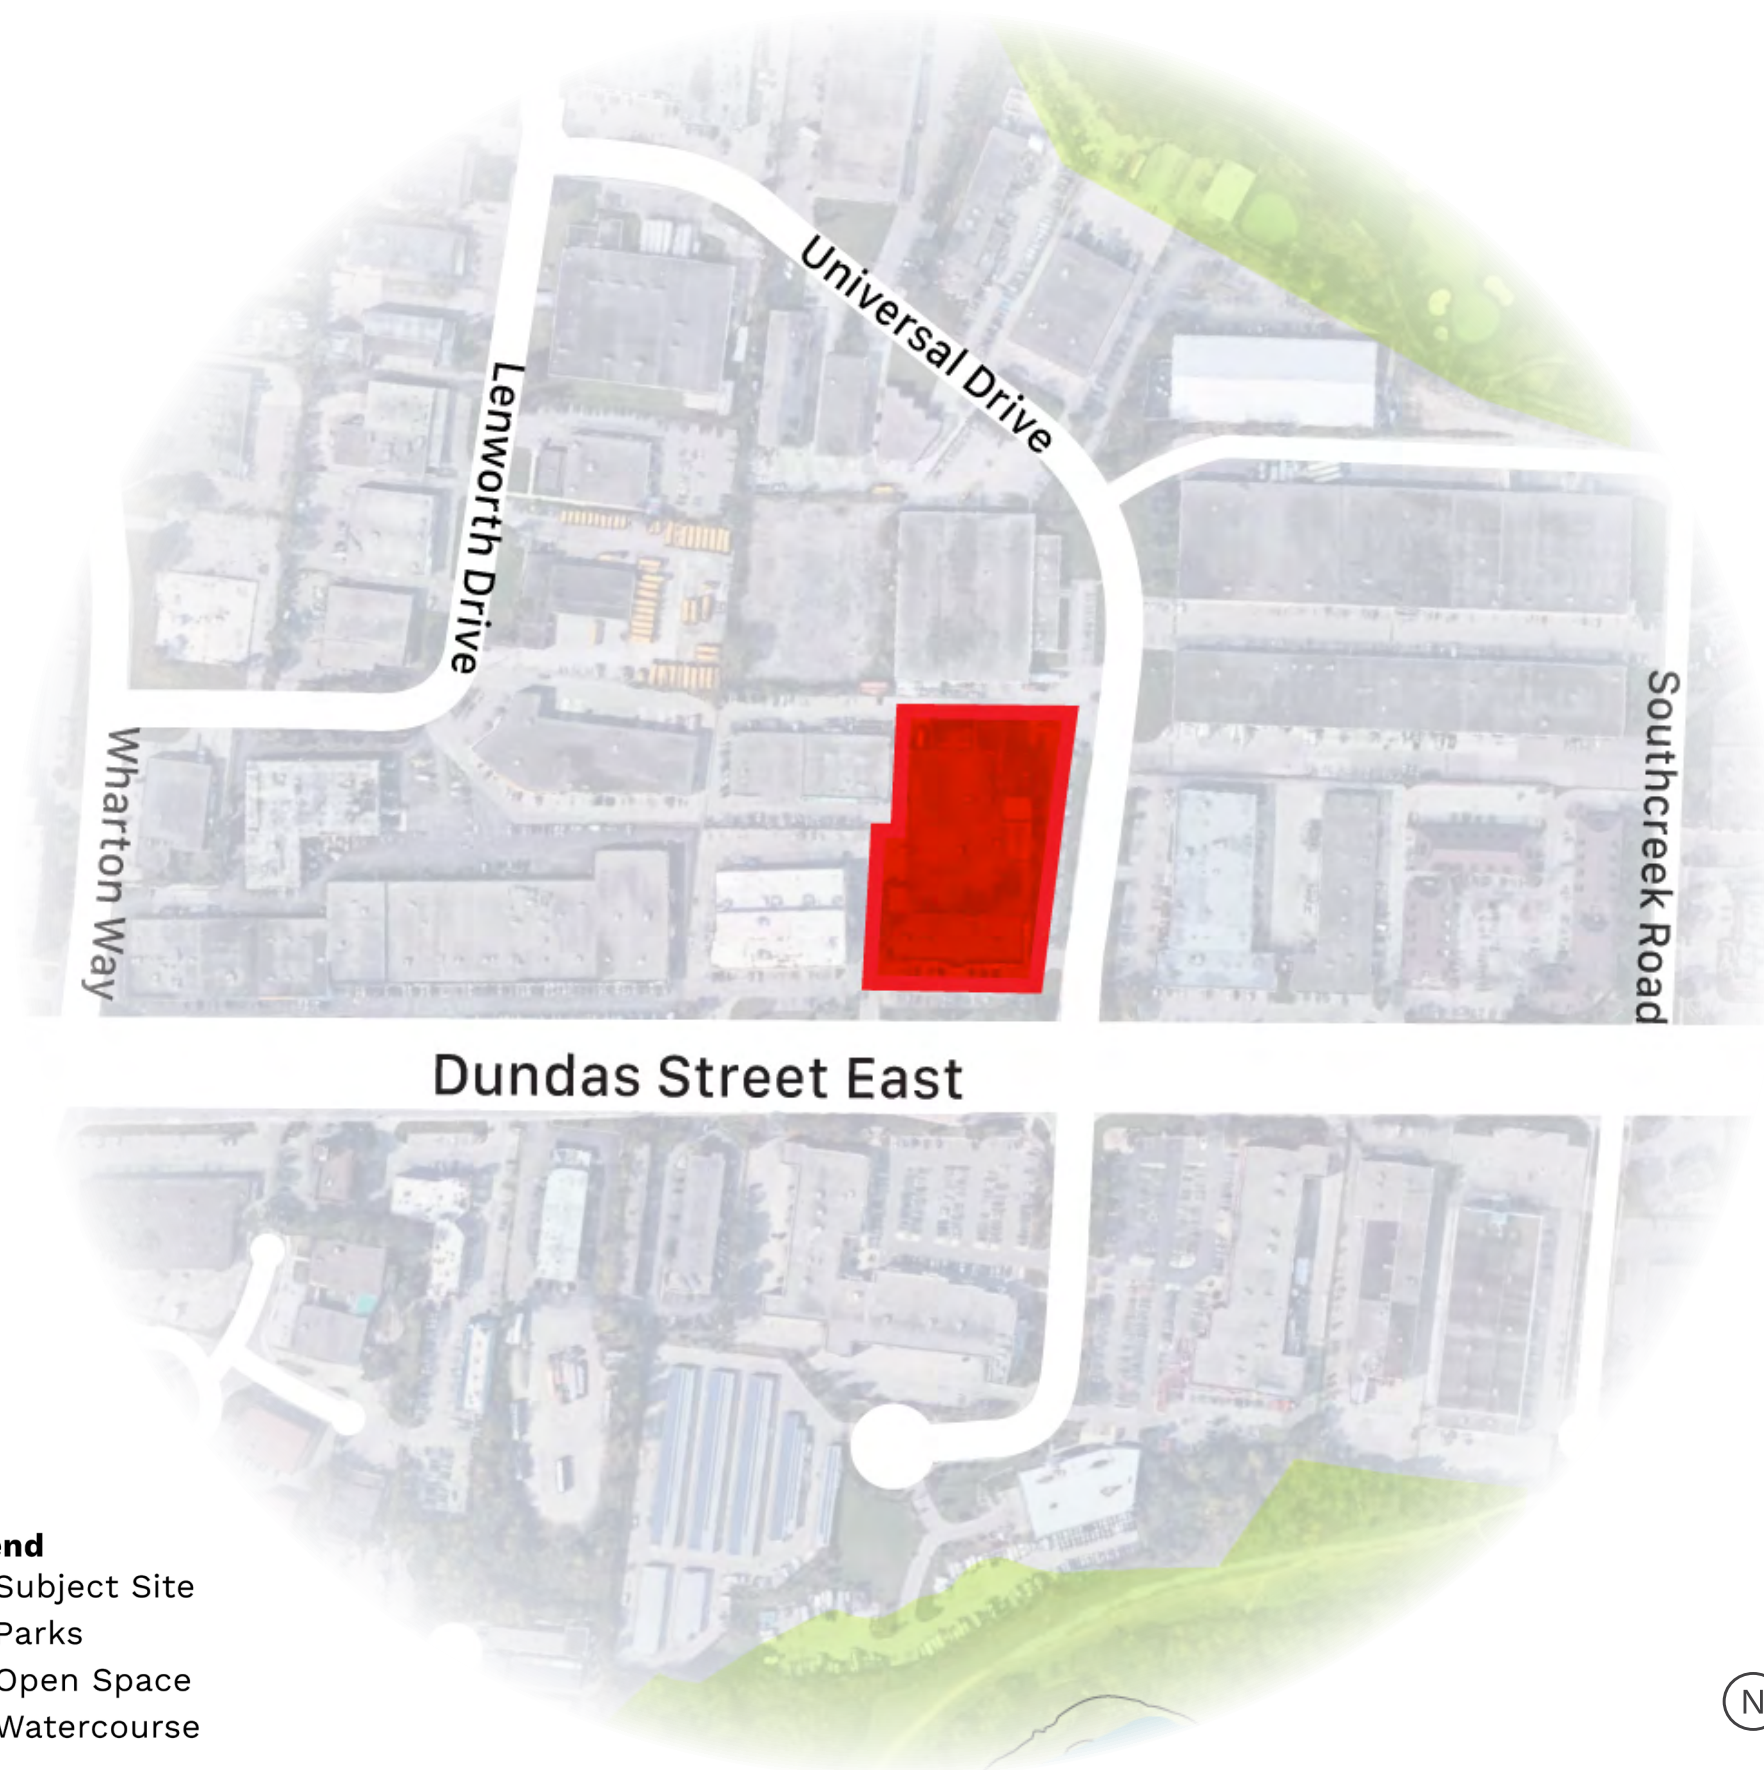 Universal Drive
Lenworth Drive
Southcreek Road
Wharton Way
Dundas Street East
end
Subject Site
Parks
Open Space
Watercourse
N